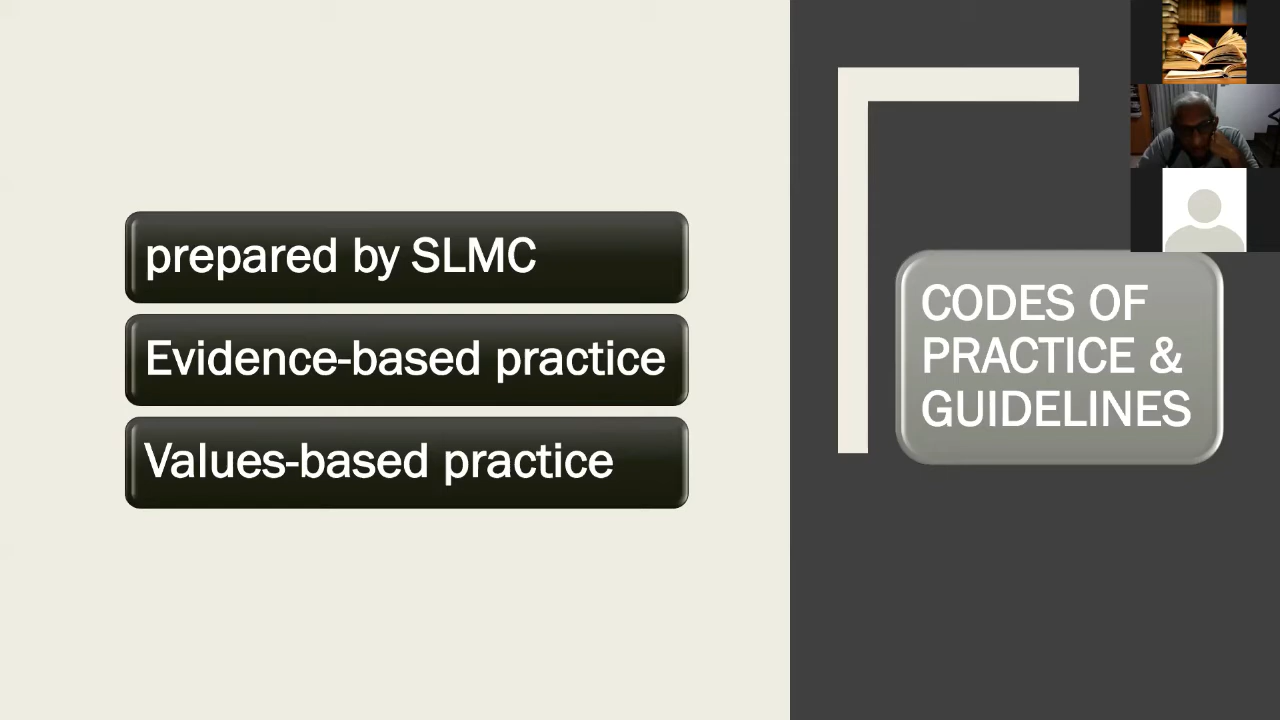 prepared by SLMC
Evidence-based practice
Values-based practice
CODES OF
PRACTICE &
GUIDELINES